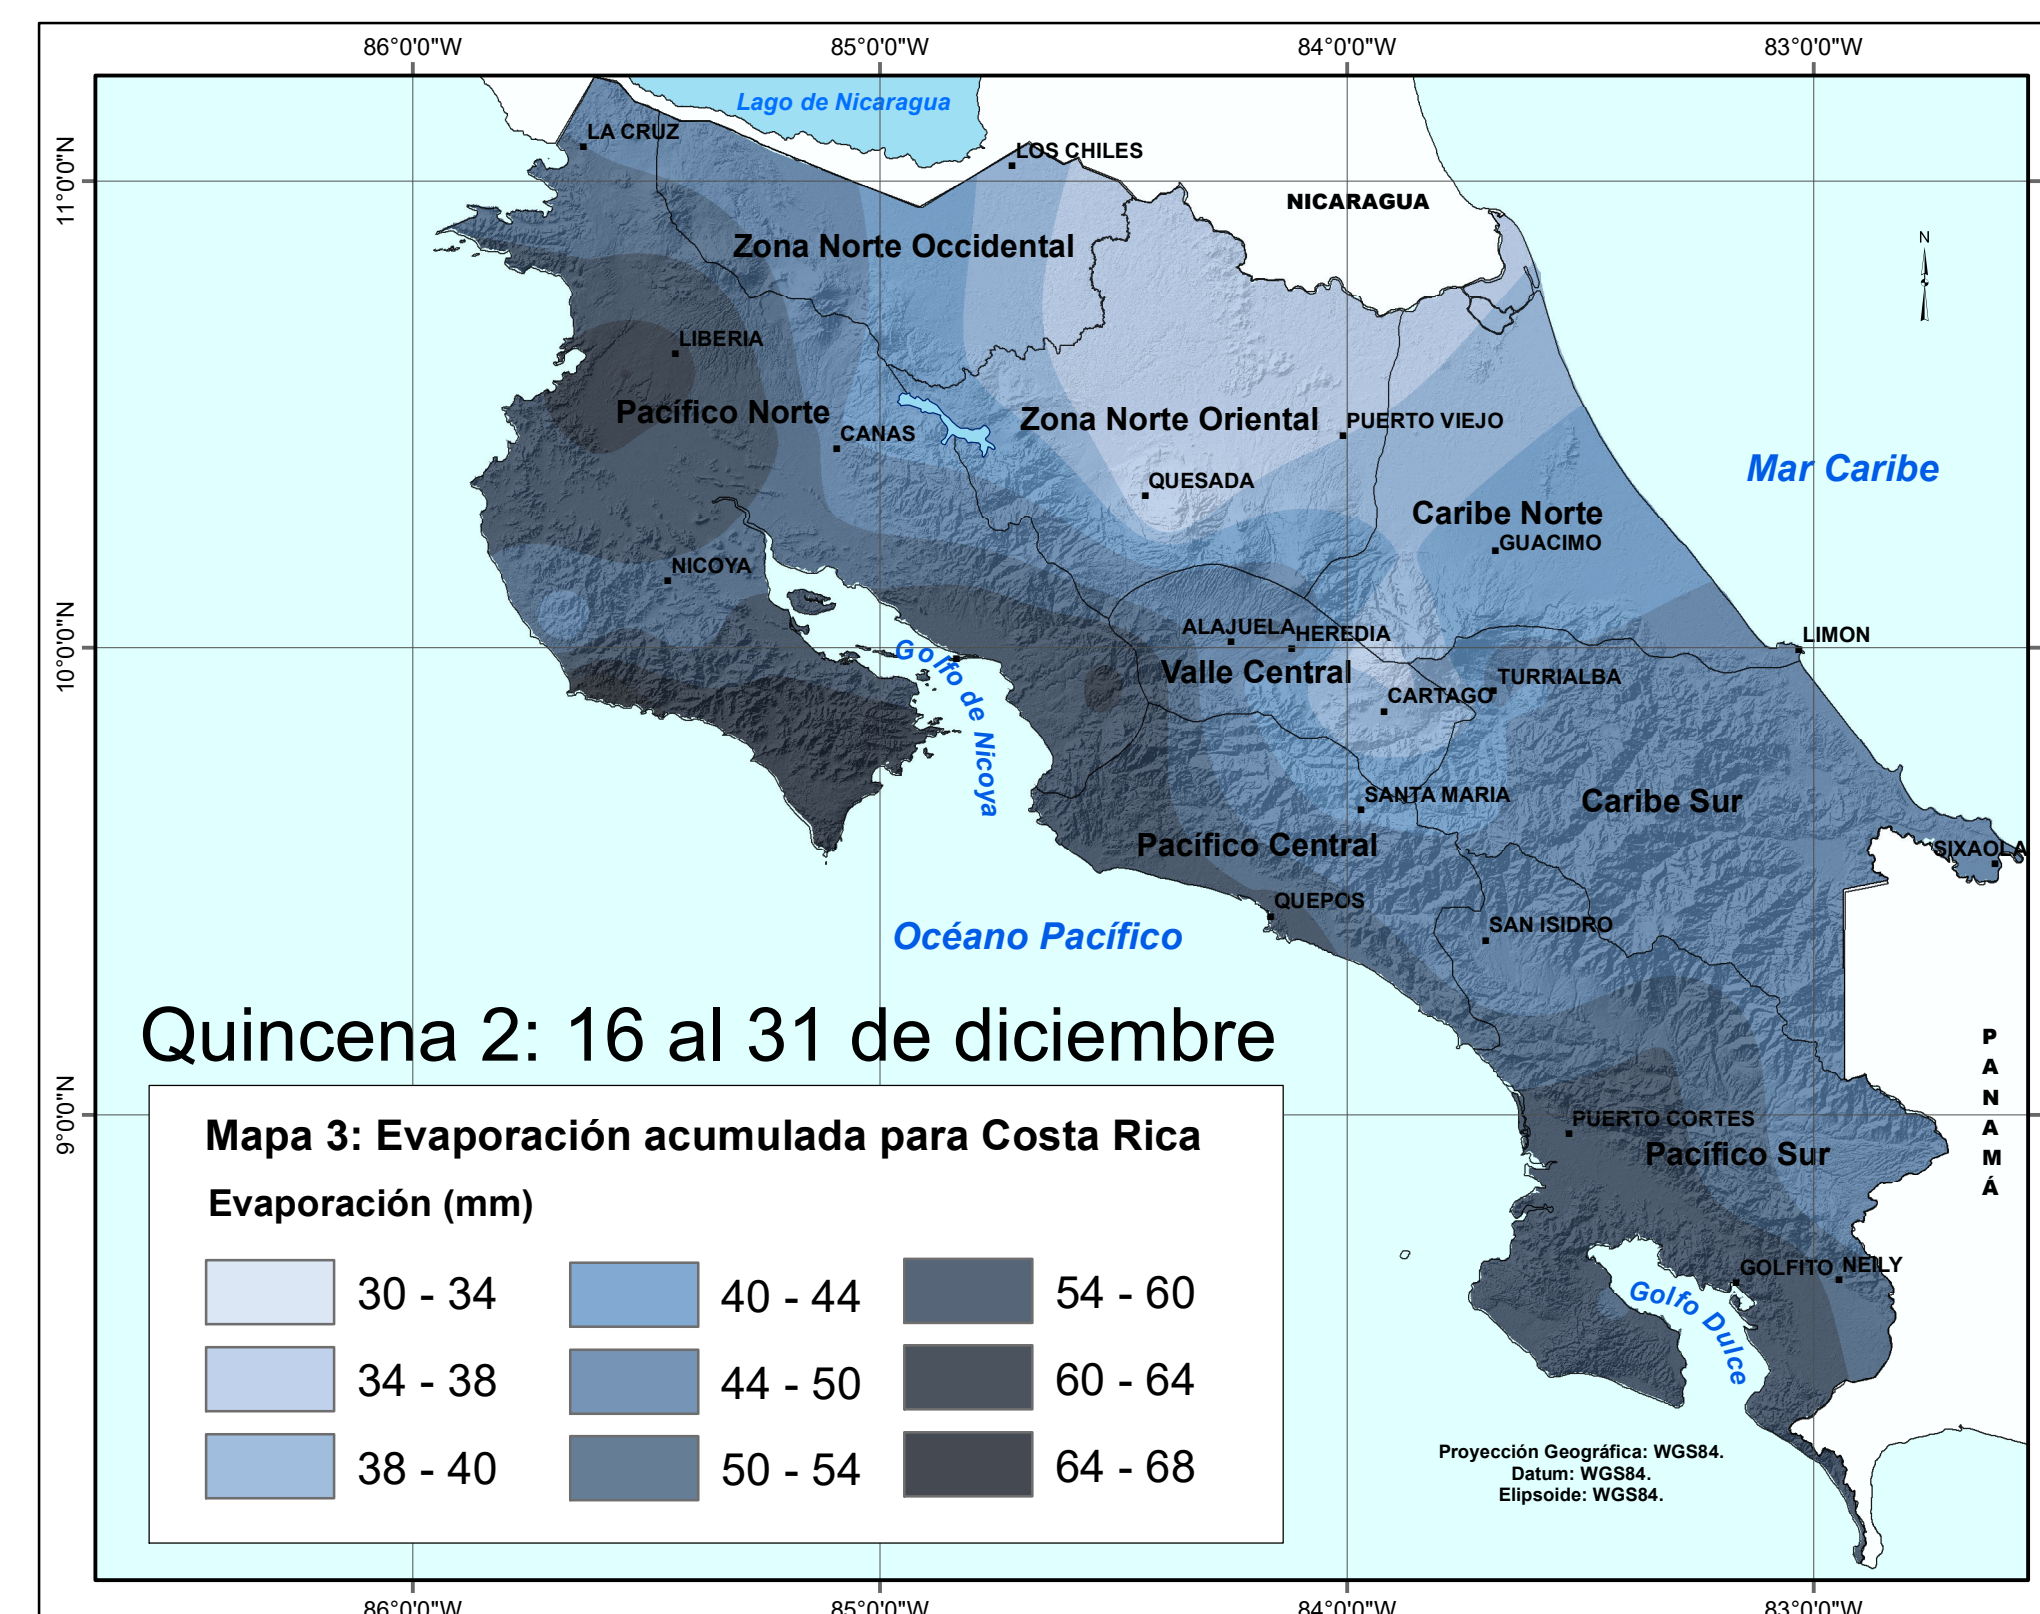 86°0'0"W
85°0'0"W
84°0'0"W
83°0'0"W
Lago de Nicaragua
LA CRUZ
LOS CHILES
11°0'0"N
NICARAGUA
N
Zona Norte Occidental
LIBERIA
Pacífico Norte
CANAS
Zona Norte Oriental
PUERTO VIEJO
Mar Caribe
QUESADA
Caribe Norte
GUACIMO
NICOYA
10°0'0"N
ALAJUELA
HEREDIA
LIMON
Golfo de Nicoya
Valle Central
TURRIALBA
CARTAGO
SANTA MARIA
Caribe Sur
Pacífico Central
SIXAOLA
QUEPOS
SAN ISIDRO
Océano Pacífico
Quincena 2: 16 al 31 de diciembre
PANAMÁ
9°0'0"N
PUERTO CORTES
Pacífico Sur
GOLFITO
NEILY
Golfo Dulce
Mapa 3: Evaporación acumulada para Costa Rica
Evaporación (mm)
30 - 34
40 - 44
54 - 60
34 - 38
44 - 50
60 - 64
38 - 40
50 - 54
64 - 68
Proyección Geográfica: WGS84.
Datum: WGS84.
Elipsoide: WGS84.
86°0'0"W
85°0'0"W
84°0'0"W
83°0'0"W